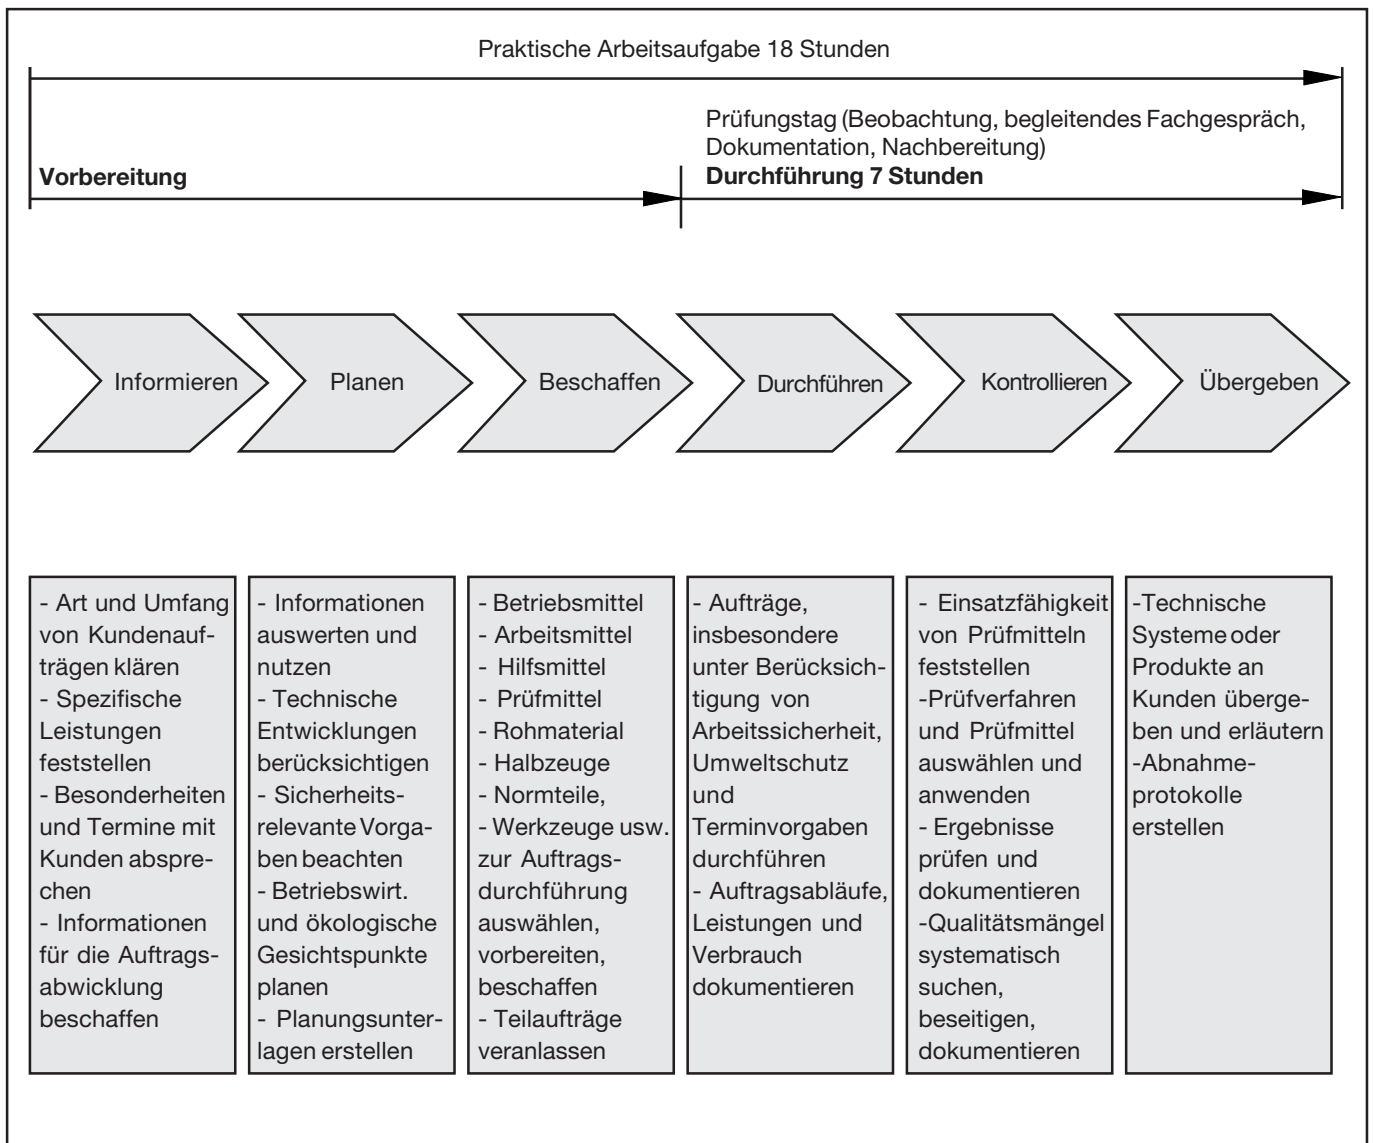 Praktische Arbeitsaufgabe 18 Stunden
Prüfungstag (Beobachtung, begleitendes Fachgespräch,
Dokumentation, Nachbereitung)
Vorbereitung
Durchführung 7 Stunden
Informieren
Planen
Beschaffen
Durchführen
Kontrollieren
Übergeben
- Art und Umfang
von Kundenauf-
trägen klären
- Spezifische
Leistungen
feststellen
- Besonderheiten
und Termine mit
Kunden abspre-
chen
- Informationen
für die Auftrags-
abwicklung
beschaffen
- Informationen
auswerten und
nutzen
- Technische
Entwicklungen
berücksichtigen
- Sicherheits-
relevante Vorga-
ben beachten
- Betriebswirt.
und ökologische
Gesichtspunkte
planen
- Planungsunter-
lagen erstellen
- Betriebsmittel
- Arbeitsmittel
- Hilfsmittel
- Prüfmittel
- Rohmaterial
- Halbzeuge
- Normteile,
- Werkzeuge usw.
zur Auftrags-
durchführung
auswählen,
vorbereiten,
beschaffen
- Teilaufträge
veranlassen
- Aufträge,
insbesondere
unter Berücksich-
tigung von
Arbeitssicherheit,
Umweltschutz
und
Terminvorgaben
durchführen
- Auftragsabläufe,
Leistungen und
Verbrauch
dokumentieren
- Einsatzfähigkeit
von Prüfmitteln
feststellen
-Prüfverfahren
und Prüfmittel
auswählen und
anwenden
- Ergebnisse
prüfen und
dokumentieren
-Qualitätsmängel
systematisch
suchen,
beseitigen,
dokumentieren
-Technische
Systeme oder
Produkte an
Kunden überge-
ben und erläutern
-Abnahme-
protokolle
erstellen